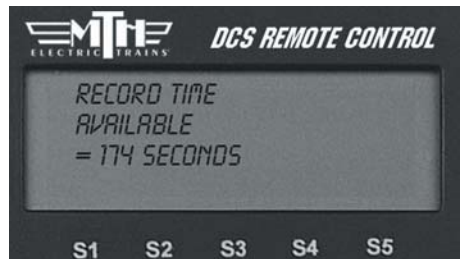 MTH
ELECTRIC TRAINS
DCS REMOTE CONTROL
RECORD TIME
AVAILABLE
= 174 SECONDS
S1 S2 S3 S4 S5